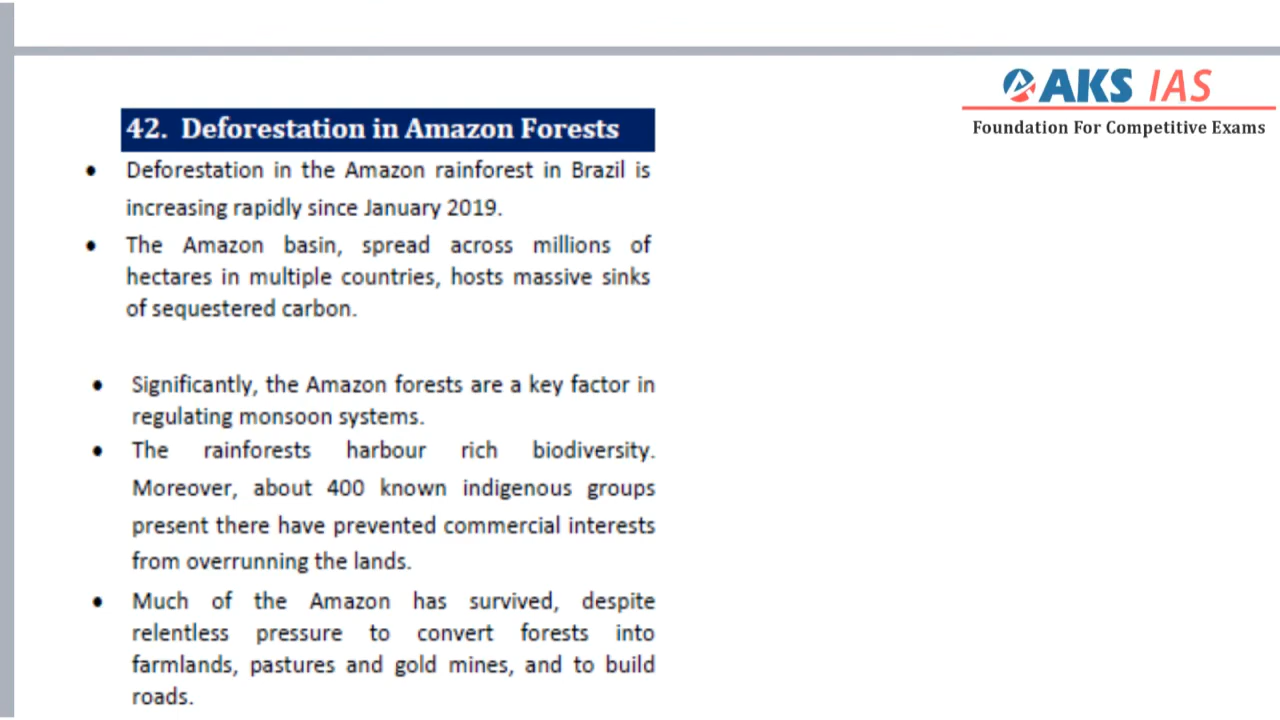 AKS IAS
Foundation For Competitive Exams
42. Deforestation in Amazon Forests
• Deforestation in the Amazon rainforest in Brazil is
increasing rapidly since January 2019.
• The Amazon basin, spread across millions of
hectares in multiple countries, hosts massive sinks
of sequestered carbon.
• Significantly, the Amazon forests are a key factor in
regulating monsoon systems.
• The rainforests harbour rich biodiversity.
Moreover, about 400 known indigenous groups
present there have prevented commercial interests
from overrunning the lands.
• Much of the Amazon has survived, despite
relentless pressure to convert forests into
farmlands, pastures and gold mines, and to build
roads.